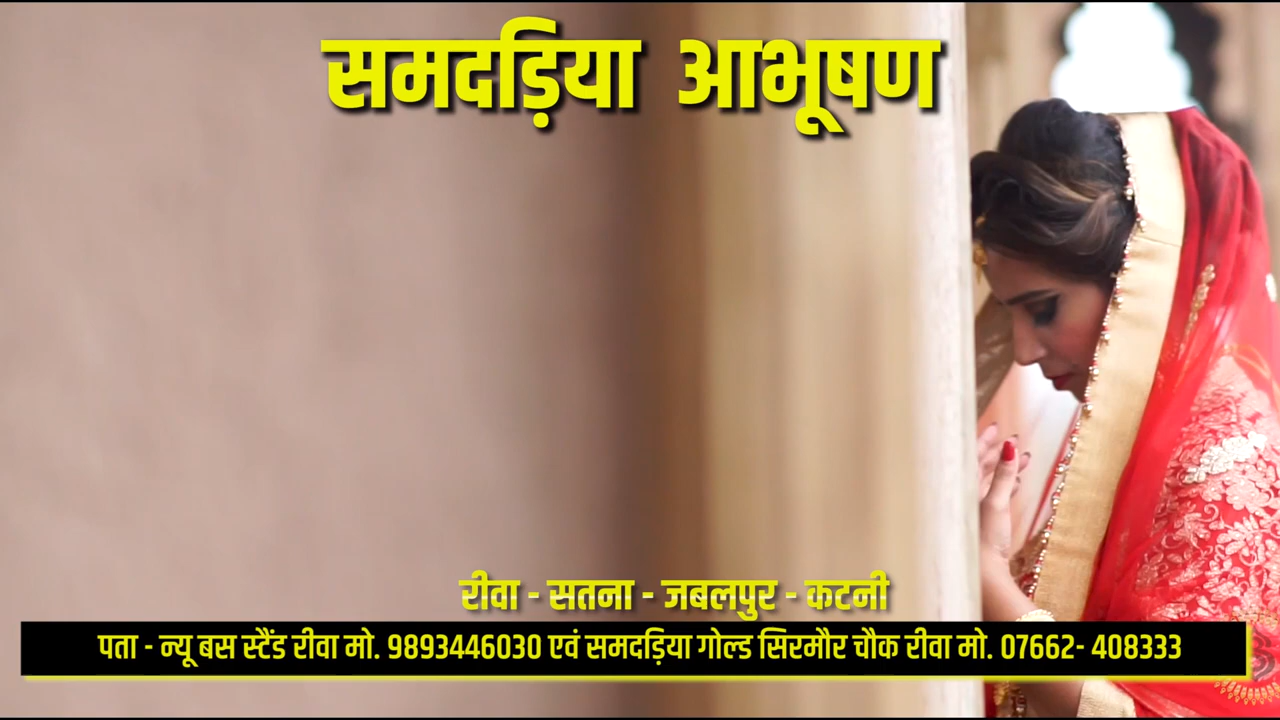 समदड़िया आभूषण
रीवा - सतना - जबलपुर - कटनी
पता - न्यू बस स्टैंड रीवा मो. 9893446030 एवं समदड़िया गोल्ड सिरमौर चौक रीवा मो. 07662- 408333